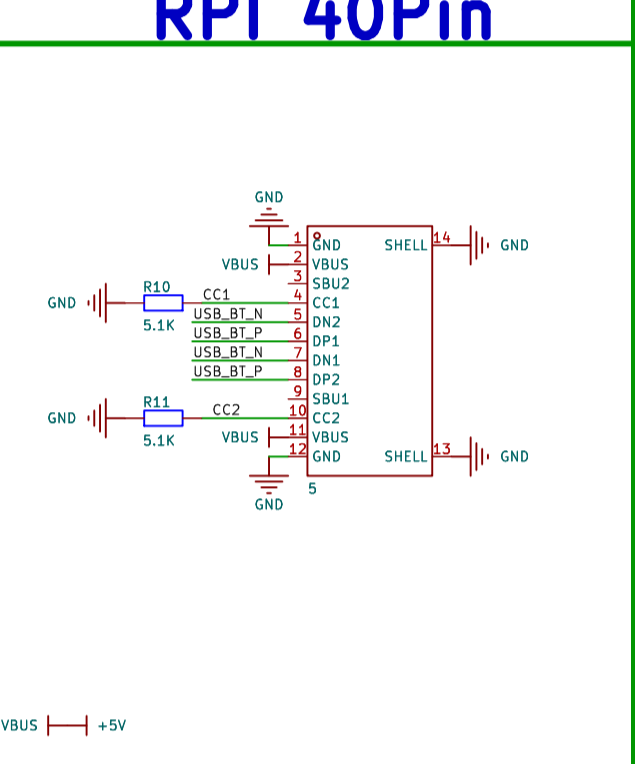 RPI 40Pin
GND
1 GND SHELL 14 GND
VBUS 2 VBUS
3 SBU2
GND R10 5.1K CC1 4 CC1
USB_BT_N 5 DN2
USB_BT_P 6 DP1
USB_BT_N 7 DN1
USB_BT_P 8 DP2
9 SBU1
GND R11 5.1K CC2 10 CC2
VBUS 11 VBUS
12 GND SHELL 13 GND
5
GND
VBUS +5V